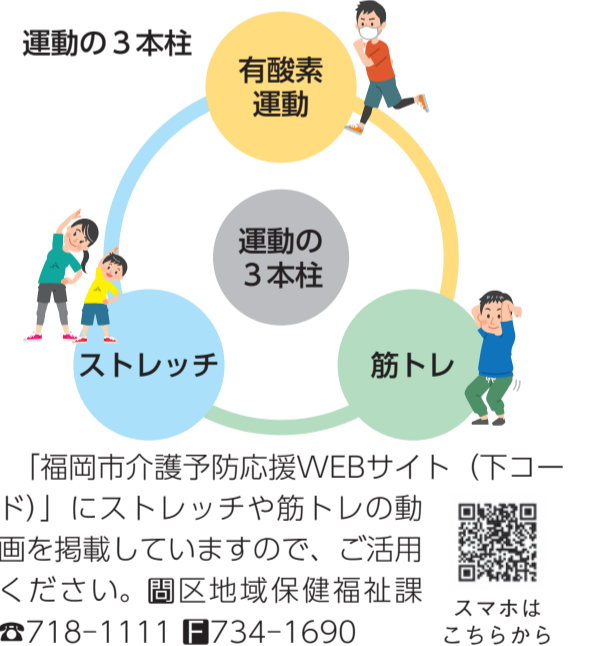 運動の3本柱
有酸素
運動
運動の
3本柱
ストレッチ
筋トレ
「福岡市介護予防応援WEBサイト（下コー
ド）」にストレッチや筋トレの動
画を掲載していますので、ご活用
ください。問区地域保健福祉課
☎718−1111 F734−1690
スマホは
こちらから